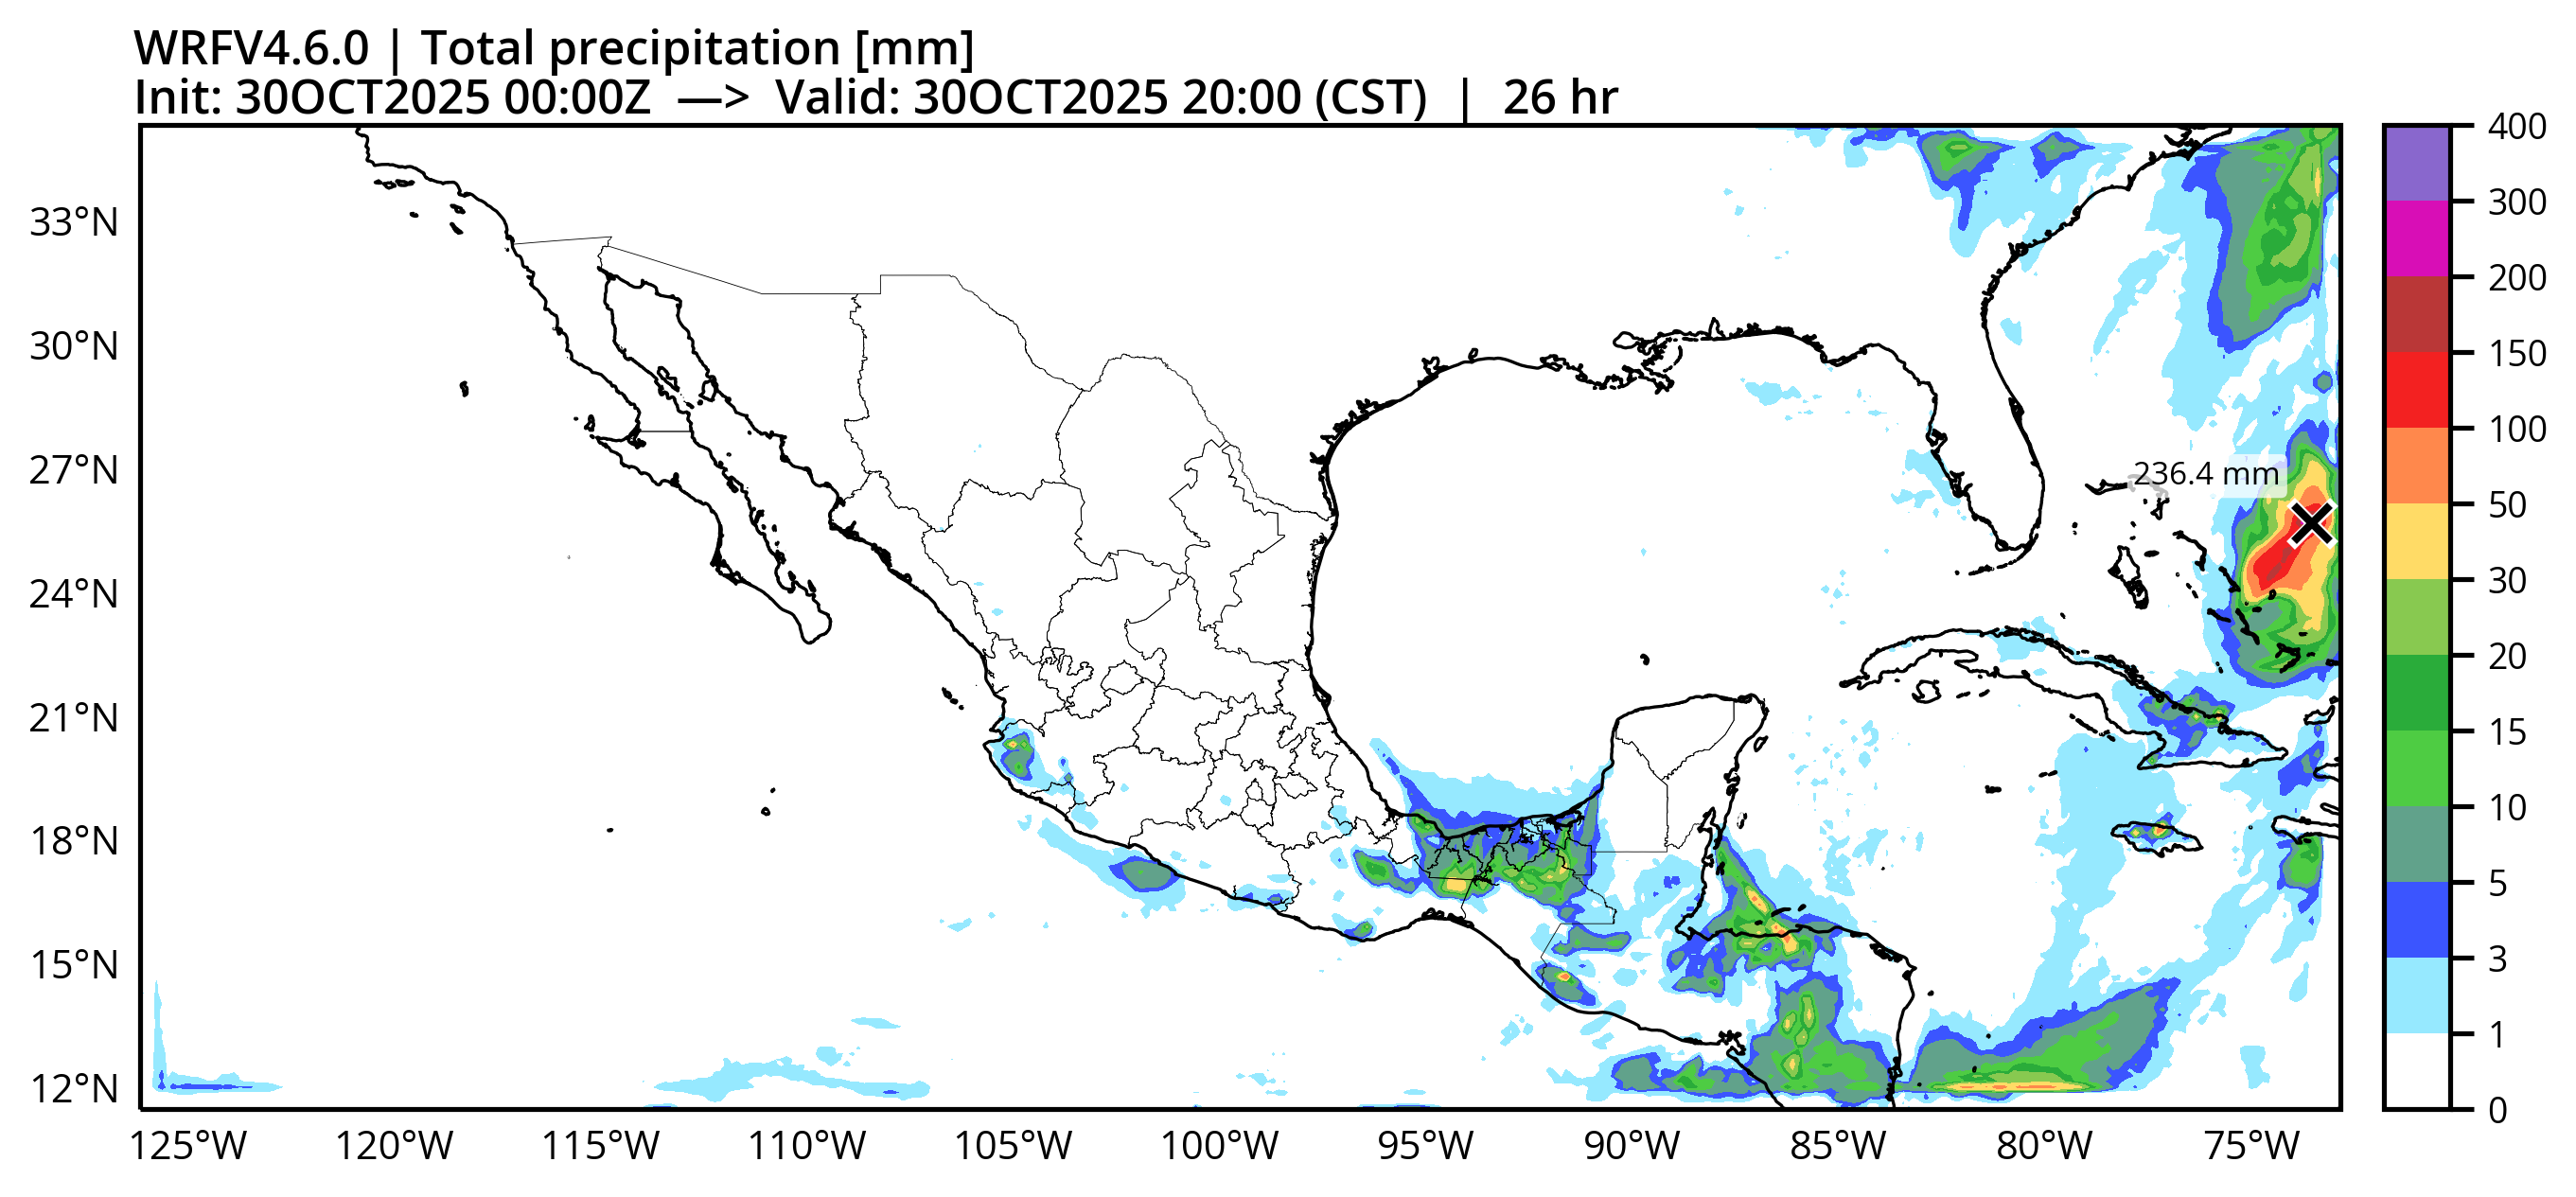 WRFV4.6.0 | Total precipitation [mm]
Init: 30OCT2025 00:00Z —> Valid: 30OCT2025 20:00 (CST) | 26 hr
33°N
30°N
27°N
24°N
21°N
18°N
15°N
12°N
125°W 120°W 115°W 110°W 105°W 100°W 95°W 90°W 85°W 80°W 75°W
236.4 mm
400
300
200
150
100
50
30
20
15
10
5
3
1
0